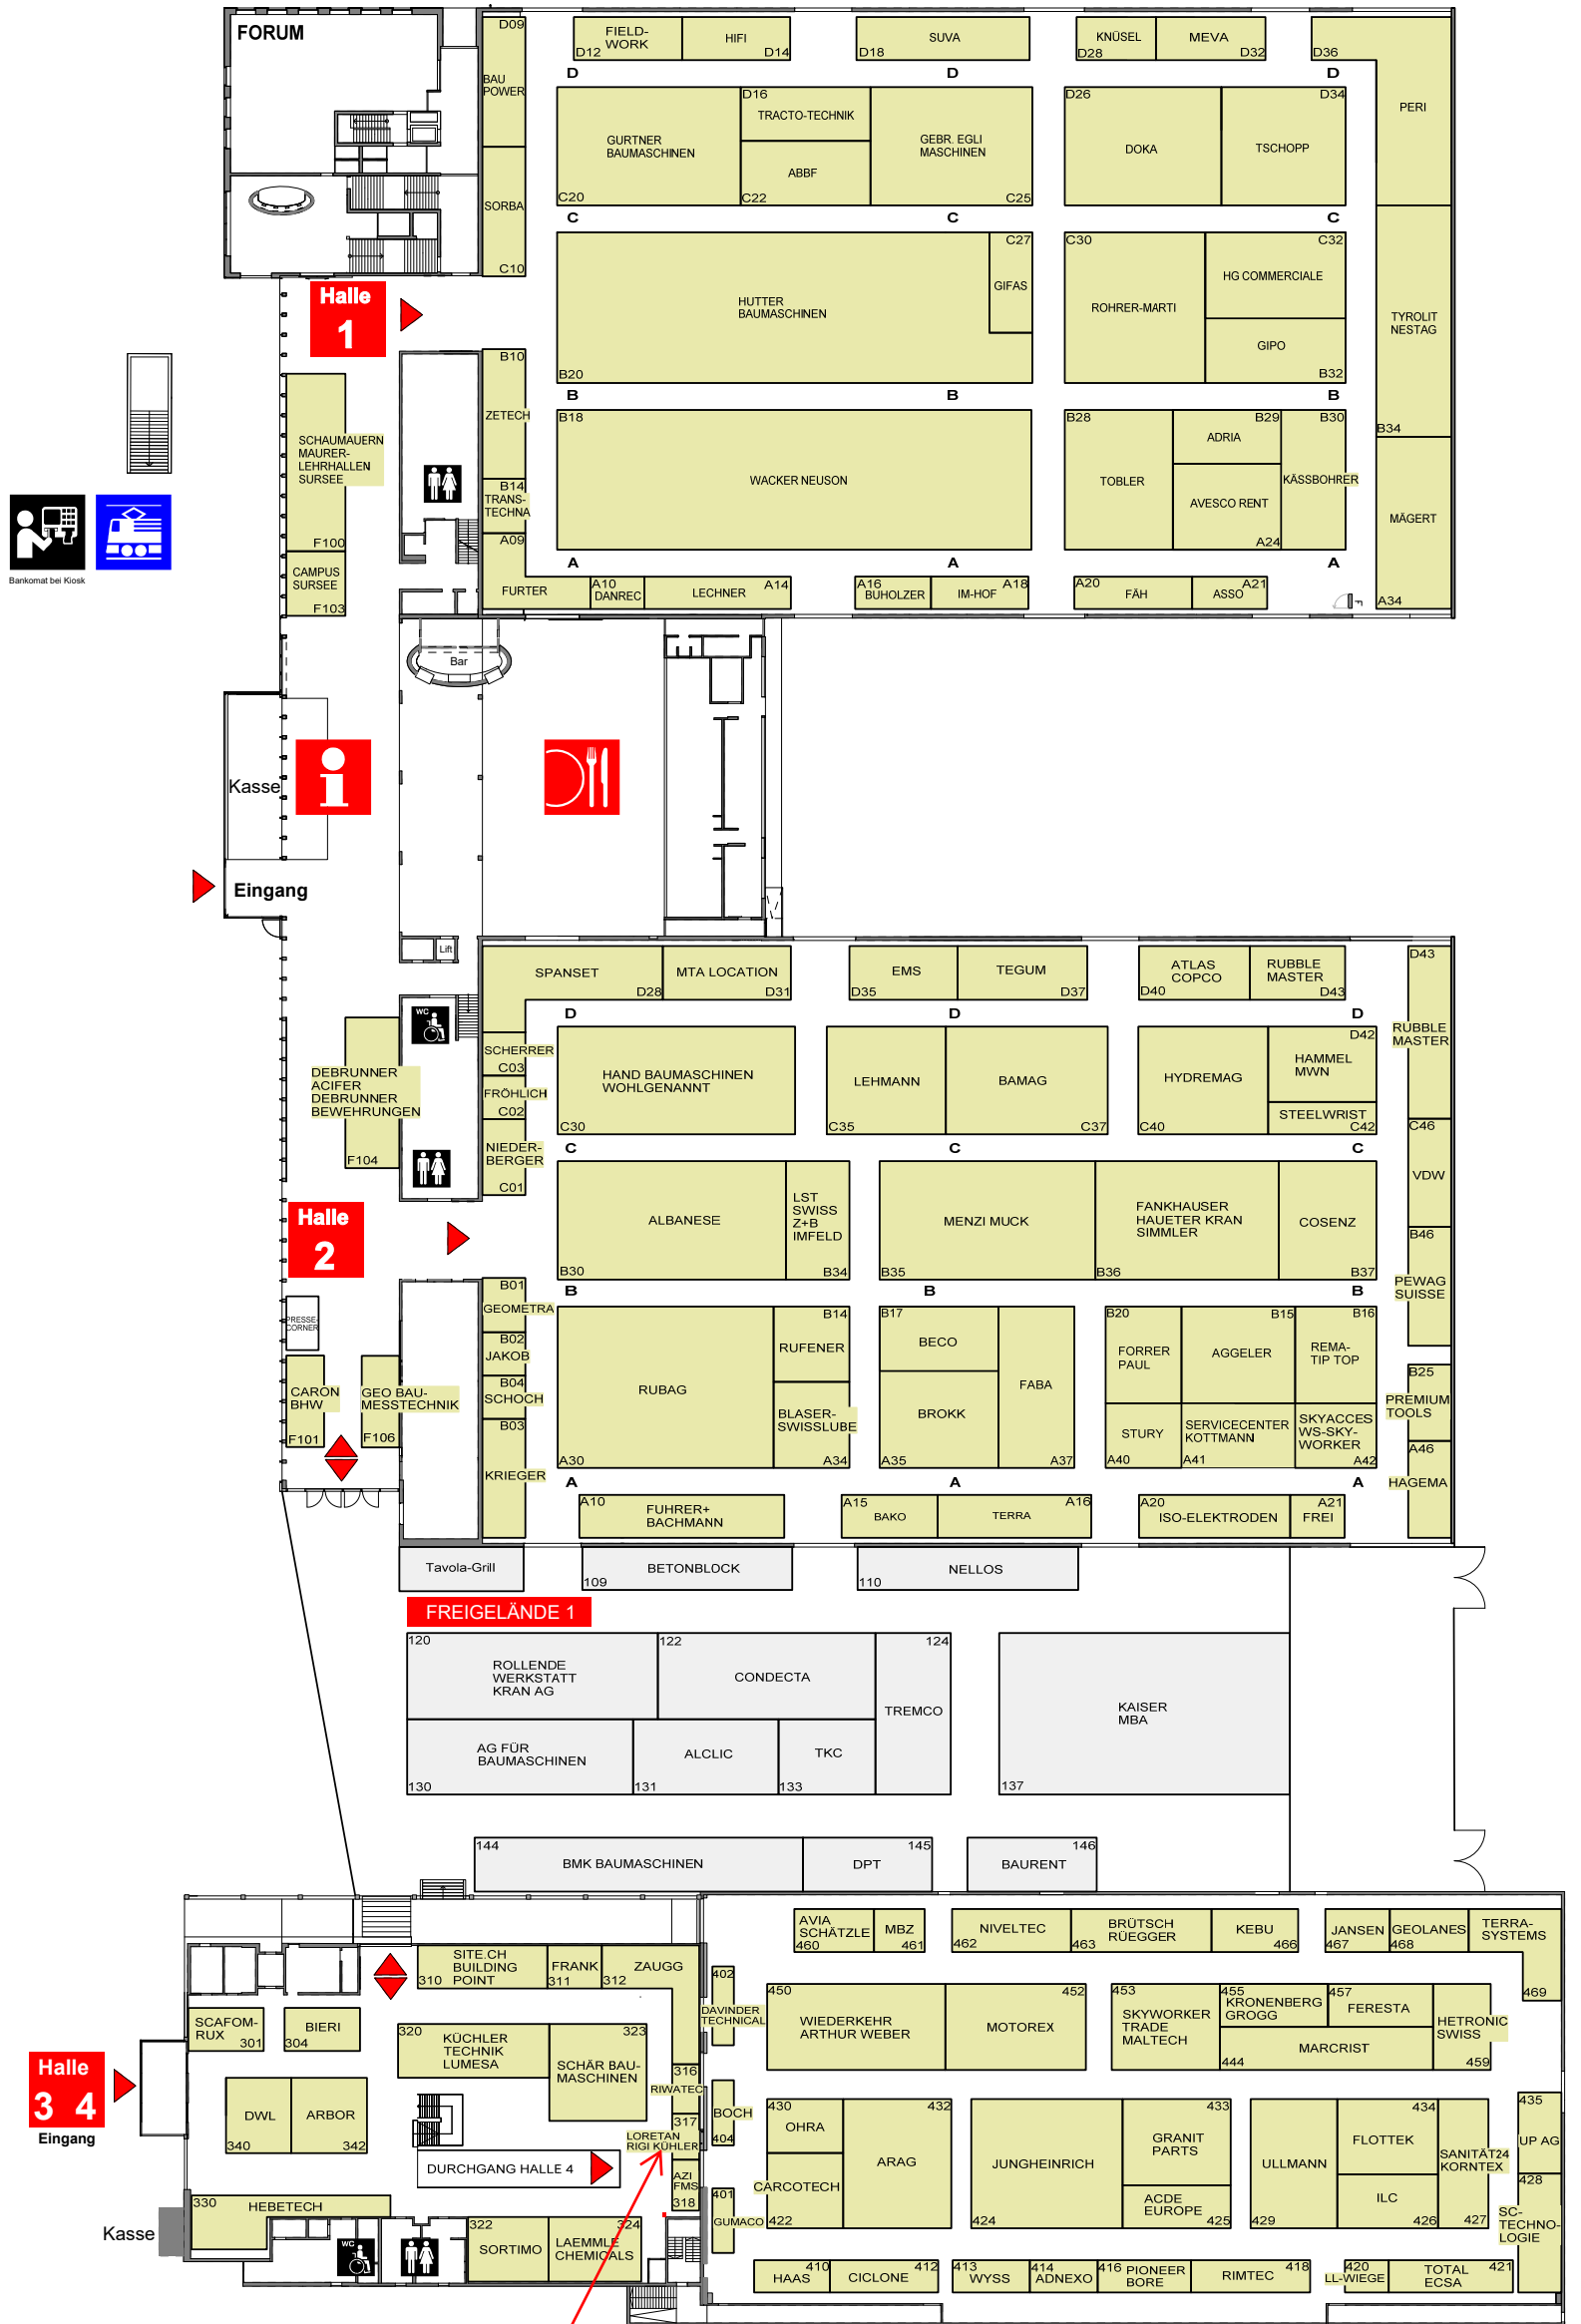 FORUM
D09
BAU
POWER
SORBA
C10
FIELD-
WORK
D12
HIFI
D14
SUVA
D18
KNÜSEL
D28
MEVA
D32
D36
PERI
D
D
D
GURTNER
BAUMASCHINEN
C20
D16
TRACTO-TECHNIK
ABBF
C22
GEBR. EGLI
MASCHINEN
C25
D26
DOKA
D34
TSCHOPP
C
C
C
Halle
1
HUTTER
BAUMASCHINEN
B20
C27
GIFAS
C30
ROHRER-MARTI
C32
HG COMMERCIALE
GIPO
B32
TYROLIT
NESTAG
B34
B
B
B
B10
ZETECH
B14
TRANS-
TECHNA
A09
FURTER
SCHAUMAUERN
MAURER-
LEHRHALLEN
SURSEE
F100
CAMPUS
SURSEE
F103
Bankomat bei Kiosk
B18
WACKER NEUSON
B28
TOBLER
B29
ADRIA
AVESCO RENT
A24
B30
KÄSSBOHRER
MÄGERT
A34
A
A
A
A10
DANREC
LECHNER
A14
A16
BUHOLZER
IM-HOF
A18
A20
FÄH
ASSO
A21
F
Bar
Kasse
Eingang
Lift
SPANSET
D28
MTA LOCATION
D31
EMS
D35
TEGUM
D37
ATLAS
COPCO
D40
RUBBLE
MASTER
D43
D43
RUBBLE
MASTER
D
D
D
WC
DEBRUNNER
ACIFER
DEBRUNNER
BEWEHRUNGEN
F104
SCHERRER
C03
FRÖHLICH
C02
NIEDER-
BERGER
C01
HAND BAUMASCHINEN
WOHLGENANNT
C30
LEHMANN
C35
BAMAG
C37
HYDREMAG
C40
D42
HAMMEL
MWN
STEELWRIST
C42
C46
VDW
C
C
C
Halle
2
ALBANESE
B30
LST
SWISS
Z+B
IMFELD
B34
MENZI MUCK
B35
FANKHAUSER
HAUETER KRAN
SIMMLER
B36
COSENZ
B37
B46
PEWAG
SUISSE
B
B
B
PRESSE-
CORNER
CARON
BHW
F101
GEO BAU-
MESSTECHNIK
F106
B01
GEOMETRA
B02
JAKOB
B04
SCHOCH
B03
KRIEGER
RUBAG
A30
B14
RUFENER
BLASER-
SWISSLUBE
A34
B17
BECO
BROKK
A35
FABA
A37
B20
FORRER
PAUL
STURY
A40
B15
AGGELER
SERVICECENTER
KOTTMANN
A41
B16
REMA-
TIP TOP
SKYACCES
WS-SKY-
WORKER
A42
B25
PREMIUM
TOOLS
A46
HAGEMA
A
A
A
A10
FUHRER+
BACHMANN
A15
BAKO
TERRA
A16
A20
ISO-ELEKTRODEN
A21
FREI
Tavola-Grill
BETONBLOCK
109
NELLOS
110
FREIGELÄNDE 1
120
ROLLENDE
WERKSTATT
KRAN AG
122
CONDECTA
124
TREMCO
AG FÜR
BAUMASCHINEN
130
ALCLIC
131
TKC
133
KAISER
MBA
137
144
BMK BAUMASCHINEN
DPT
145
BAURENT
146
SITE.CH
BUILDING
POINT
310
FRANK
311
ZAUGG
312
SCAFOM-
RUX
301
BIERI
304
320
KÜCHLER
TECHNIK
LUMESA
323
SCHÄR BAU-
MASCHINEN
316
RIWATEC
317
LORETAN
RIGI KÜHLER
AZI
FMS
318
Halle
3 4
Eingang
DWL
340
ARBOR
342
DURCHGANG HALLE 4
330
HEBETECH
Kasse
WC
322
SORTIMO
324
LAEMMLE
CHEMICALS
AVIA
SCHÄTZLE
460
MBZ
461
NIVELTEC
462
BRÜTSCH
RÜEGGER
463
KEBU
466
JANSEN
467
GEOLANES
468
TERRA-
SYSTEMS
469
402
DAVINDER
TECHNICAL
450
WIEDERKEHR
ARTHUR WEBER
452
MOTOREX
453
SKYWORKER
TRADE
MALTECH
455
KRONENBERG
GROGG
457
FERESTA
MARCRIST
444
HETRONIC
SWISS
459
BOCH
404
430
OHRA
CARCOTECH
422
432
ARAG
JUNGHEINRICH
424
433
GRANIT
PARTS
ACDE
EUROPE
425
ULLMANN
429
434
FLOTTEK
ILC
426
SANITÄT24
KORNTEX
427
435
UP AG
428
SC-
TECHNO-
LOGIE
401
GUMACO
410
HAAS
CICLONE
412
413
WYSS
414
ADNEXO
416
PIONEER
BORE
RIMTEC
418
420
LL-WIEGE
TOTAL
ECSA
421